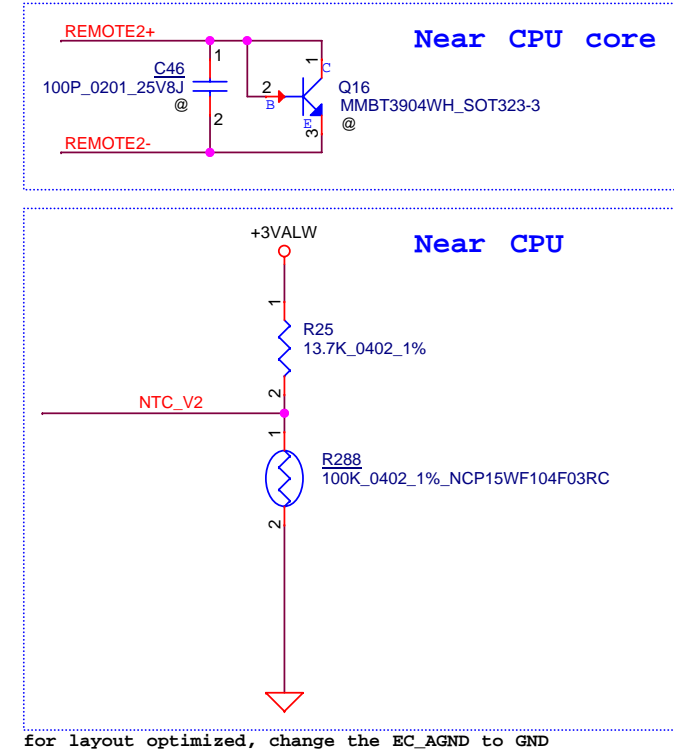 REMOTE2+
Near CPU core
C46
100P_0201_25V8J
@
1
2
1
C
2
B
E
3
Q16
MMBT3904WH_SOT323-3
@
REMOTE2-
+3VALW
Near CPU
1
R25
13.7K_0402_1%
2
NTC_V2
1
R288
100K_0402_1%_NCP15WF104F03RC
2
for layout optimized, change the EC_AGND to GND